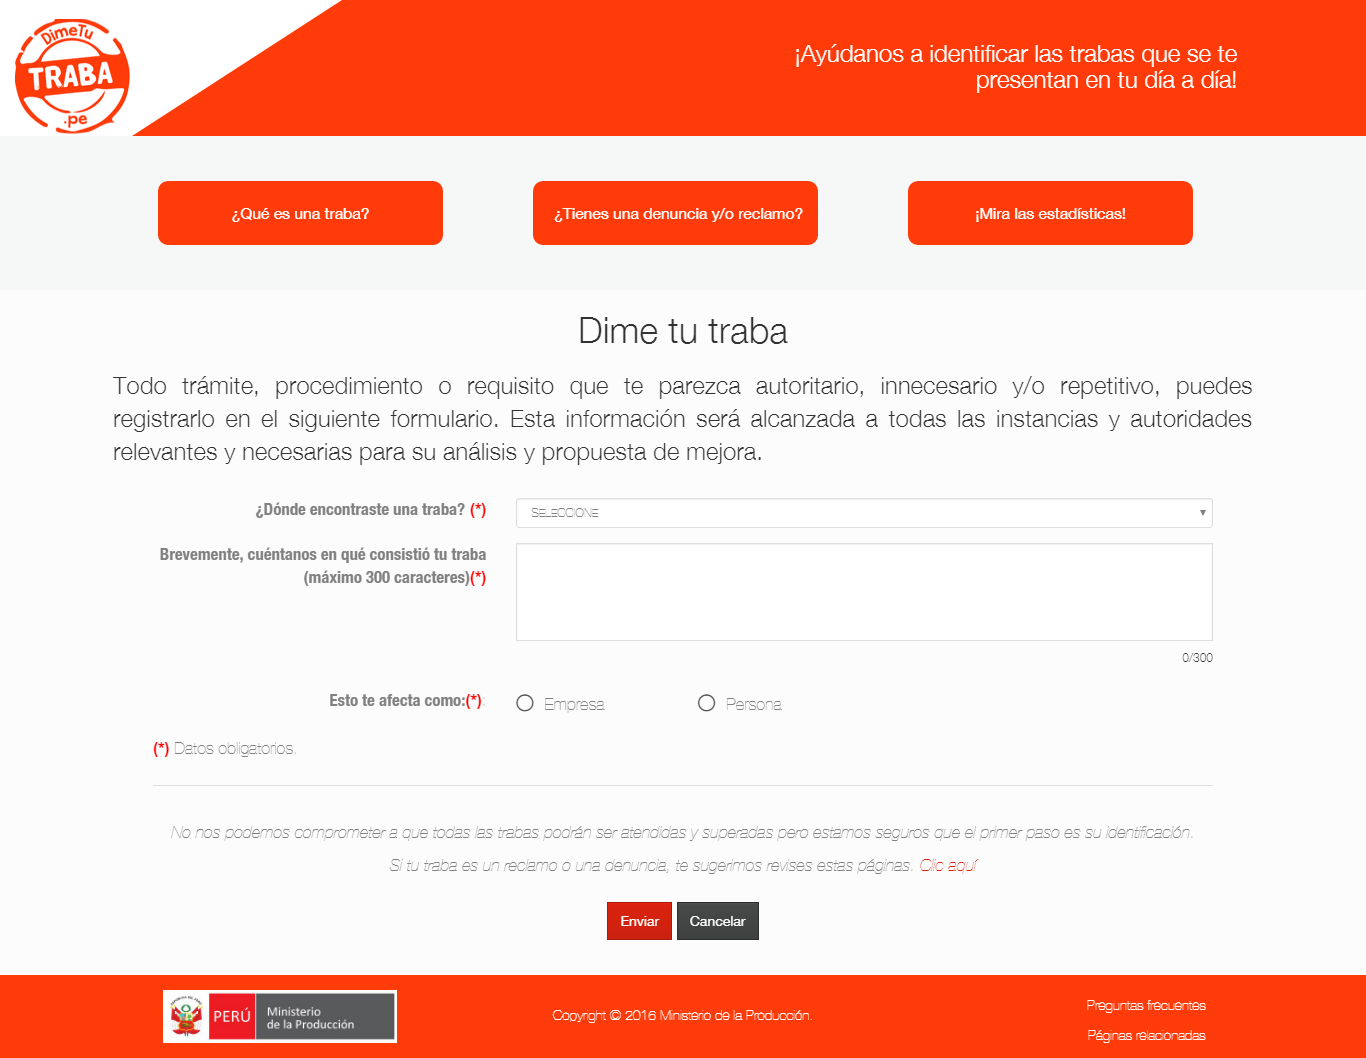 DimeTu
TRABA
.pe
¡Ayúdanos a identificar las trabas que se te
presentan en tu día a día!
¿Qué es una traba?
¿Tienes una denuncia y/o reclamo?
¡Mira las estadísticas!
Dime tu traba
Todo trámite, procedimiento o requisito que te parezca autoritario, innecesario y/o repetitivo, puedes
registrarlo en el siguiente formulario. Esta información será alcanzada a todas las instancias y autoridades
relevantes y necesarias para su análisis y propuesta de mejora.
¿Dónde encontraste una traba? (*)
SELECCIONE
Brevemente, cuéntanos en qué consistió tu traba
(máximo 300 caracteres)(*)
0/300
Esto te afecta como:(*):
Empresa
Persona
(*) Datos obligatorios.
No nos podemos comprometer a que todas las trabas podrán ser atendidas y superadas pero estamos seguros que el primer paso es su identificación.
Si tu traba es un reclamo o una denuncia, te sugerimos revises estas páginas. Clic aquí
Enviar
Cancelar
PERÚ
Ministerio
de la Producción
Copyright © 2016 Ministerio de la Producción.
Preguntas frecuentes
Páginas relacionadas